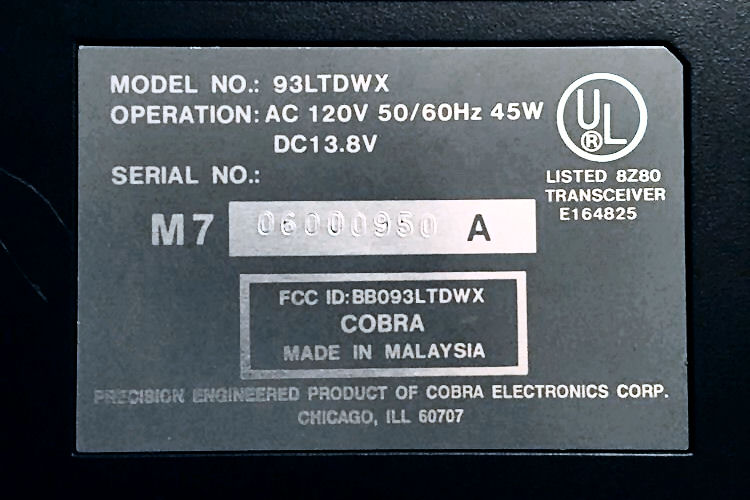 MODEL NO.: 93LTDWX
OPERATION: AC 120V 50/60Hz 45W
DC13.8V
SERIAL NO.:
M7 06000950 A
UL
®
LISTED 8Z80
TRANSCEIVER
E164825
FCC ID:BB093LTDWX
COBRA
MADE IN MALAYSIA
PRECISION ENGINEERED PRODUCT OF COBRA ELECTRONICS CORP.
CHICAGO, ILL 60707